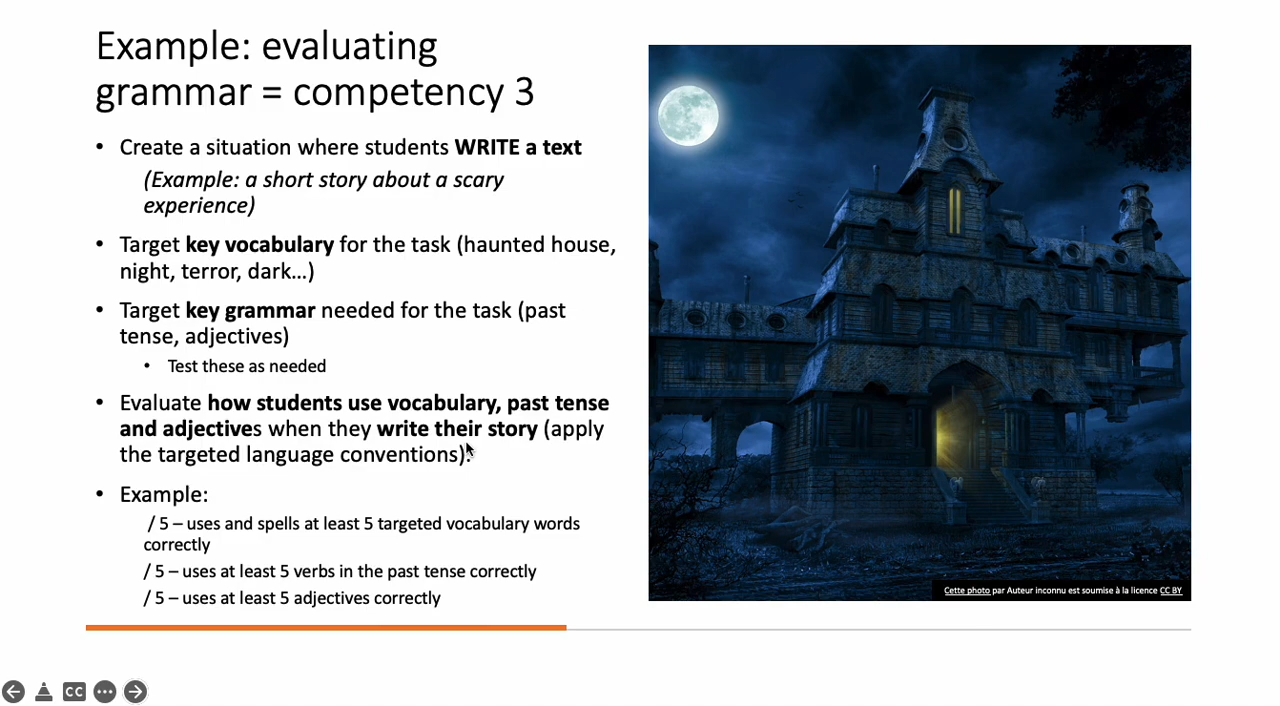 Example: evaluating
grammar = competency 3
• Create a situation where students WRITE a text
(Example: a short story about a scary
experience)
• Target key vocabulary for the task (haunted house,
night, terror, dark…)
• Target key grammar needed for the task (past
tense, adjectives)
• Test these as needed
• Evaluate how students use vocabulary, past tense
and adjectives when they write their story (apply
the targeted language conventions).
• Example:
/ 5 – uses and spells at least 5 targeted vocabulary words
correctly
/ 5 – uses at least 5 verbs in the past tense correctly
/ 5 – uses at least 5 adjectives correctly
Cette photo par Auteur inconnu est soumise à la licence CC BY
CC